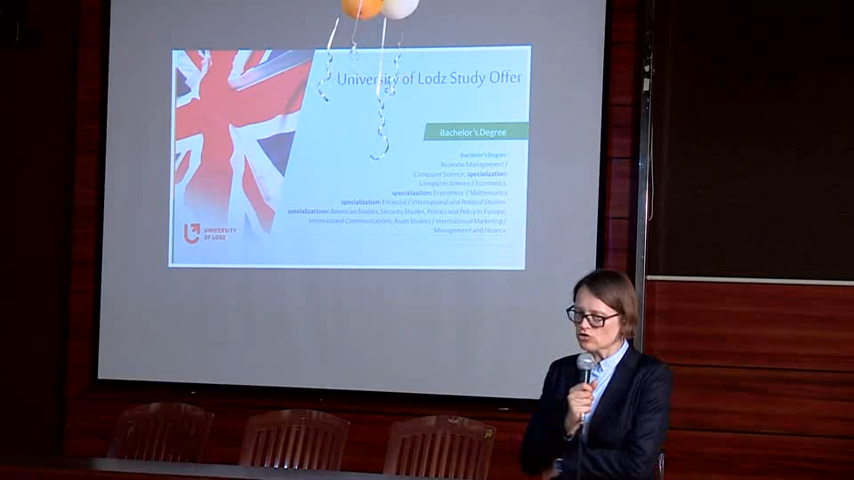 University of Lodz Study Offer
Bachelor's Degree
Bachelor's Degree:
Business Management /
Computer Science, specialization:
Computer Science / Economics,
specialization: Economics / Mathematics,
specialization: Financial / International and Political Studies,
specializations: American Studies, Security Studies, Politics and Policy in Europe,
International Communications, Asian Studies / International Marketing /
Management and Finance
UNIVERSITY
OF LODZ